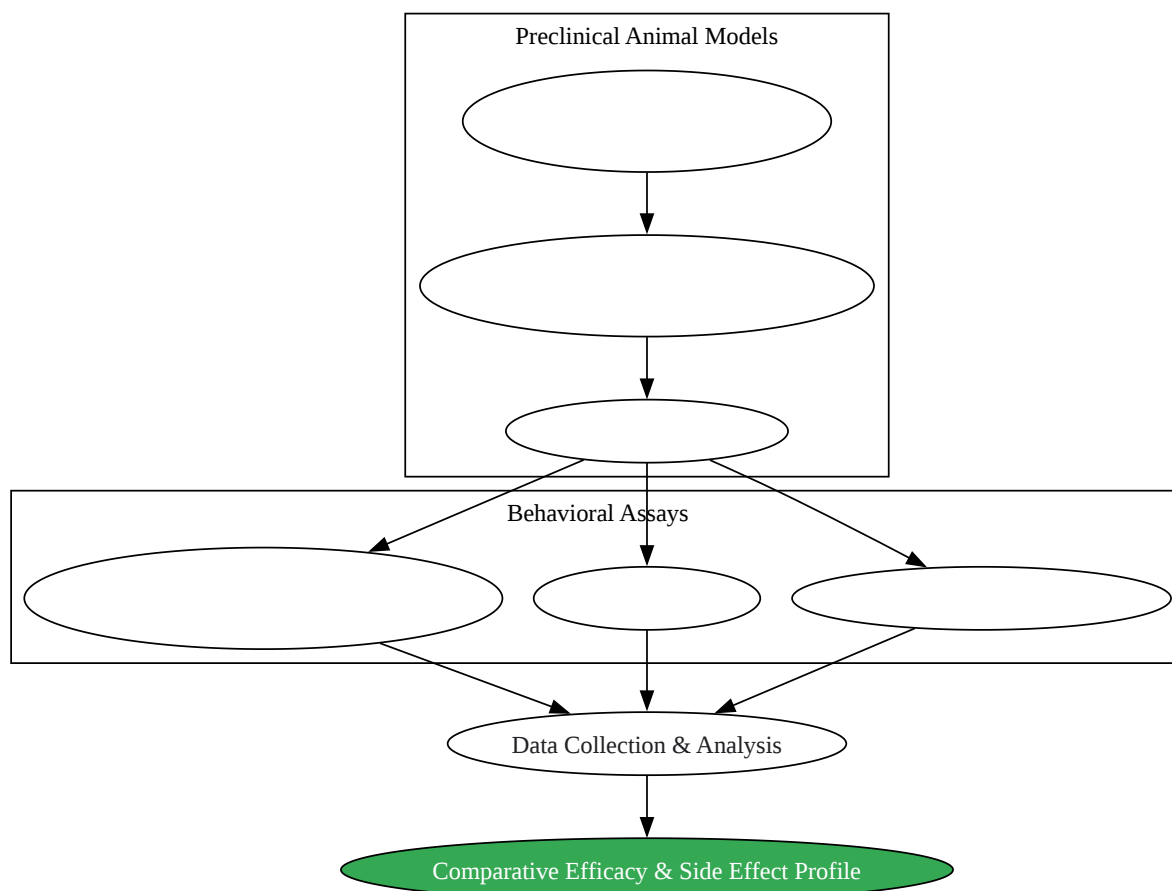 Preclinical Animal Models
Behavioral Assays
Data Collection & Analysis
Comparative Efficacy & Side Effect Profile